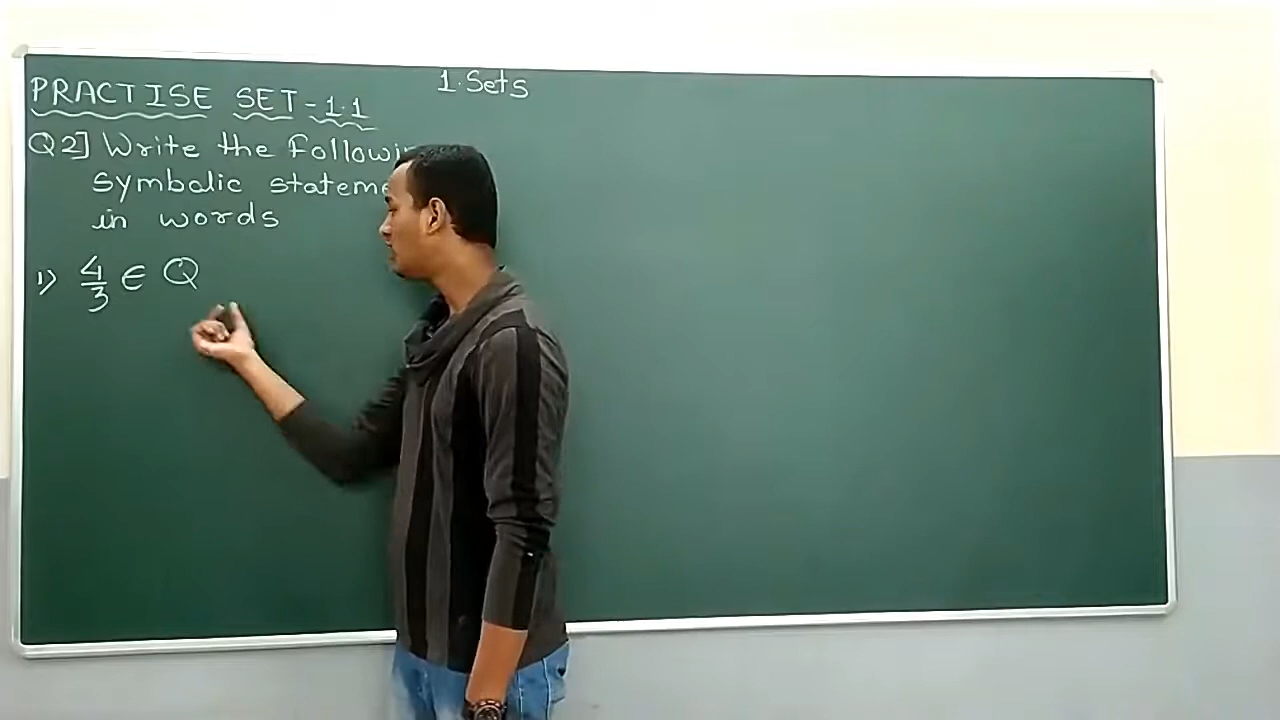 1.Sets
PRACTISE SET-1.1
Q2] Write the Followi
symbolic stateme
in words
1) 4/3 ∈ Q